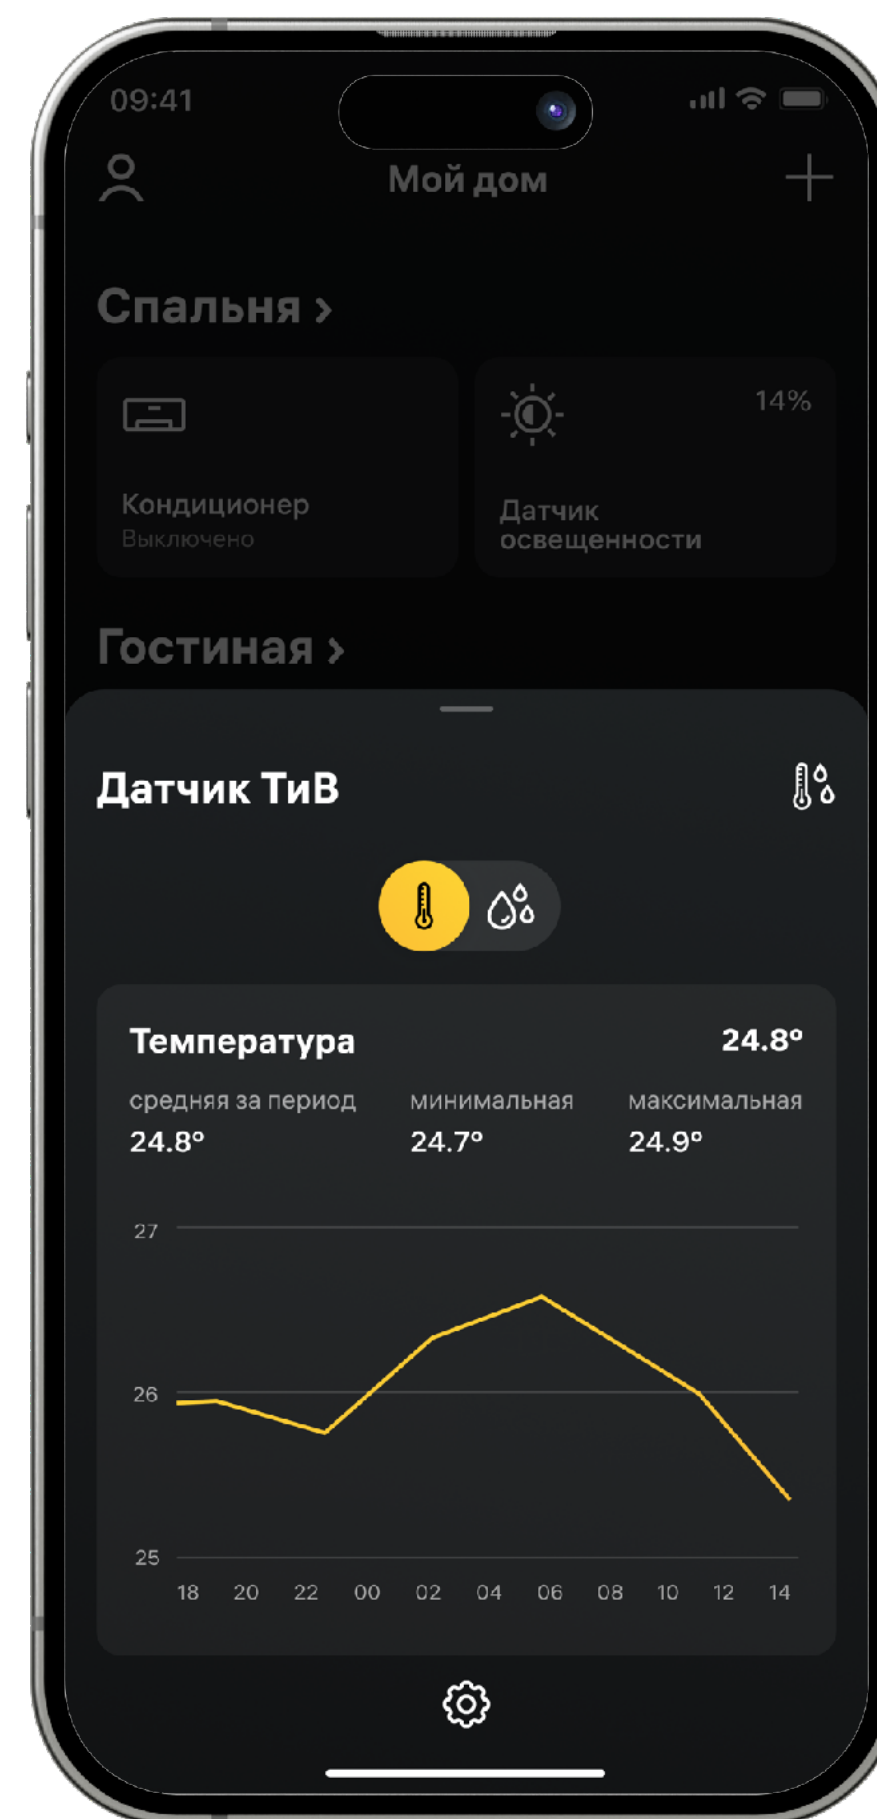 09:41
Мой дом
Спальня >
14%
Кондиционер
Выключено
Датчик
освещенности
Гостиная >
Датчик ТиВ
Температура 24.8°
средняя за период минимальная максимальная
24.8° 24.7° 24.9°
27
26
25
18 20 22 00 02 04 06 08 10 12 14